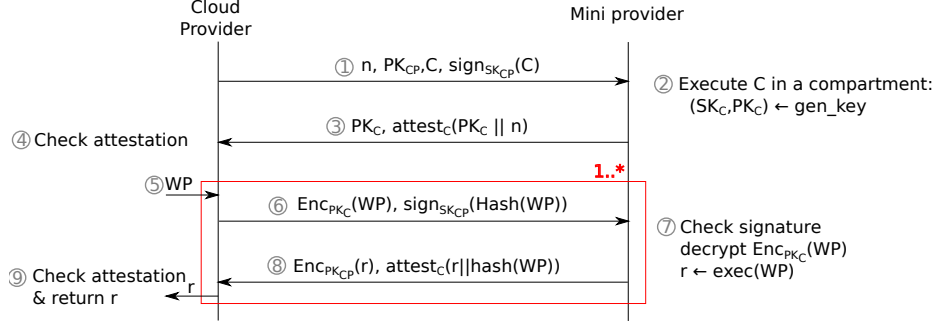 Cloud
Provider
Mini provider
① n, PK_CP,C, sign_SK_CP(C)
② Execute C in a compartment:
(SK_C,PK_C) ← gen_key
③ PK_C, attest_C(PK_C || n)
④ Check attestation
1..*
⑤ WP
⑥ Enc_PK_C(WP), sign_SK_CP(Hash(WP))
⑦ Check signature
decrypt Enc_PK_C(WP)
r ← exec(WP)
⑧ Enc_PK_CP(r), attest_C(r||hash(WP))
⑨ Check attestation
& return r
r